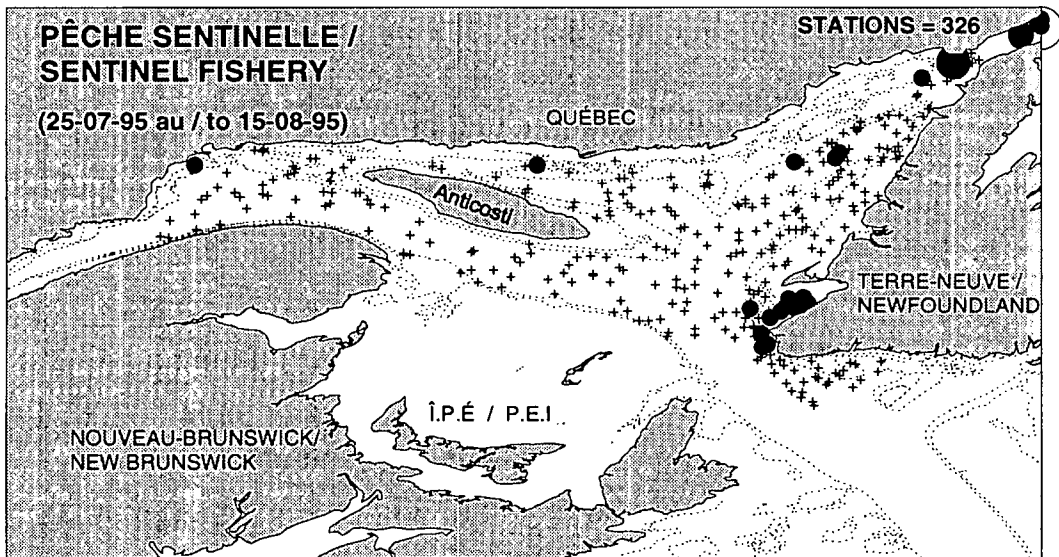 PÊCHE SENTINELLE /
SENTINEL FISHERY
(25-07-95 au / to 15-08-95)
STATIONS = 326
QUÉBEC
Anticosti
TERRE-NEUVE /
NEWFOUNDLAND
Î.P.É / P.E.I
NOUVEAU-BRUNSWICK/
NEW BRUNSWICK